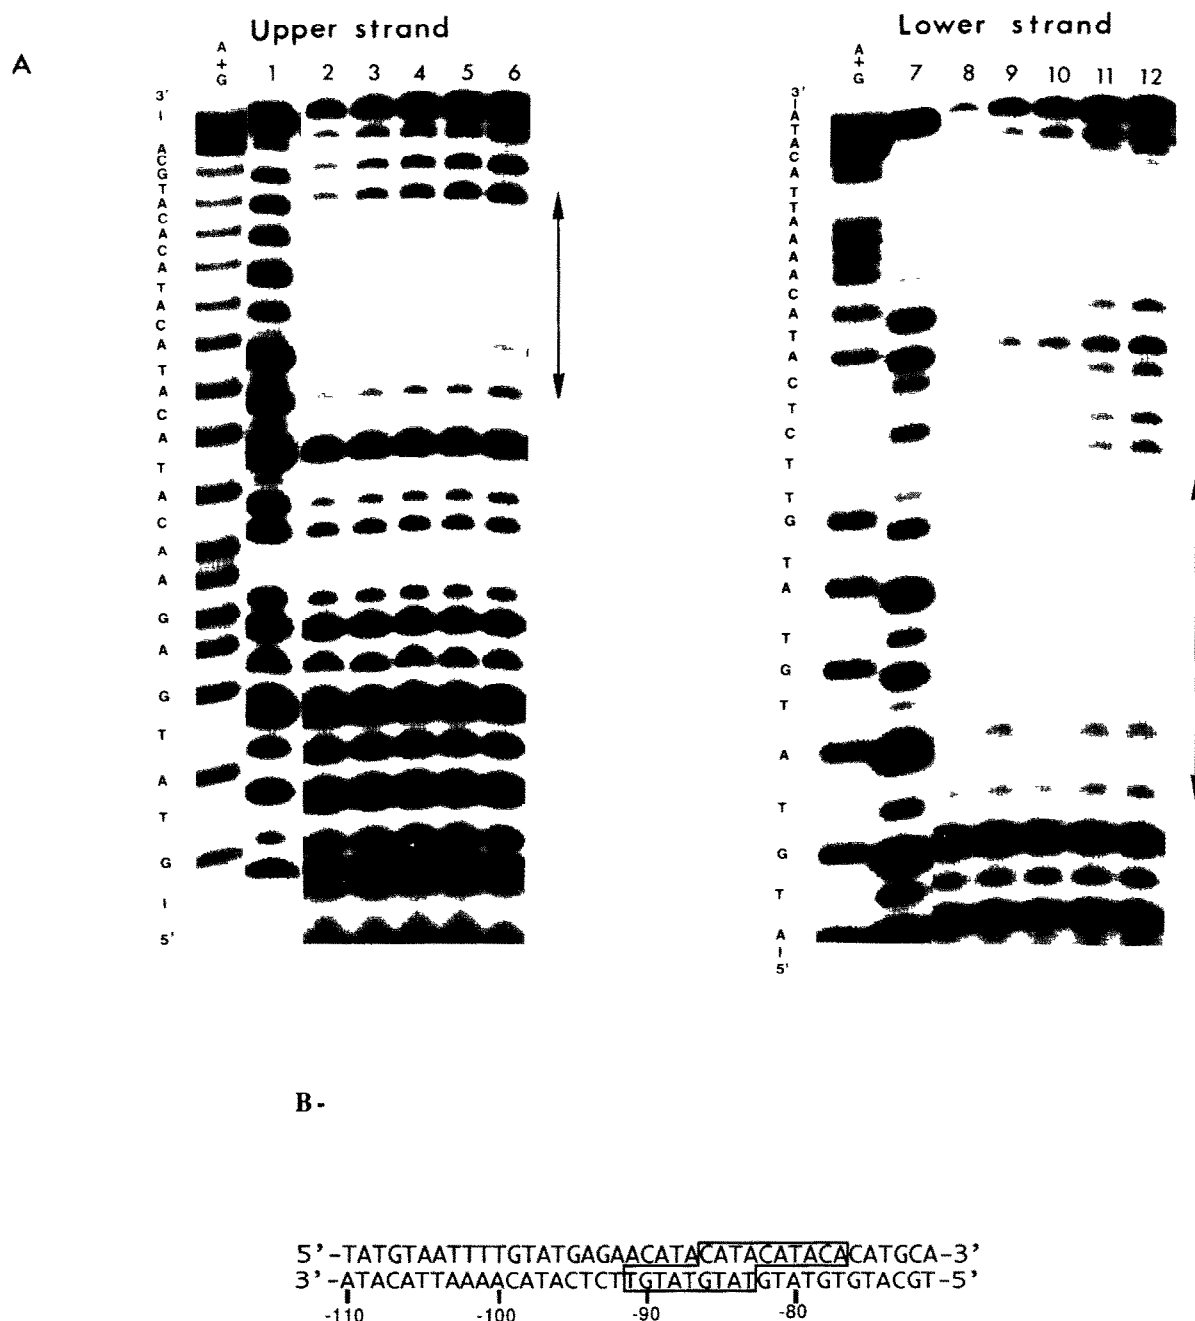 A
Upper strand
A
+
G
1 2 3 4 5 6
3'
I
A
C
G
T
A
C
A
C
A
T
A
C
A
T
A
C
A
T
A
C
A
A
G
A
G
T
A
T
G
I
5'
Lower strand
A
+
G
7 8 9 10 11 12
3'
I
A
T
A
C
A
T
T
A
A
A
A
C
A
T
A
C
T
C
T
T
G
T
A
T
G
T
A
T
G
T
A
I
5'
B -
5'-TATGTAATTTTGTATGAGAACATACATACATACACATGCA-3'
3'-ATACATTAAAACATACTCTTGTATGTATGTATGTGTACGT-5'
-110 -100 -90 -80